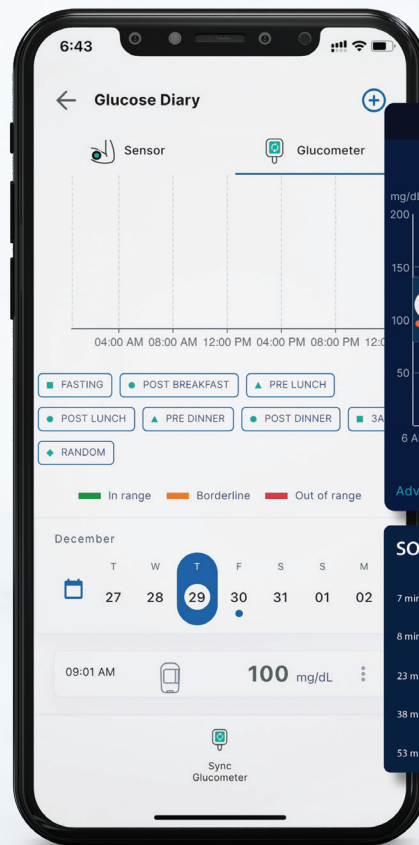 6:43
Glucose Diary
Sensor
Glucometer
04:00 AM 08:00 AM 12:00 PM 04:00 PM 08:00 PM 12:0
FASTING POST BREAKFAST PRE LUNCH
POST LUNCH PRE DINNER POST DINNER 3A
RANDOM
In range Borderline Out of range
December
T W T F S S M
27 28 29 30 31 01 02
09:01 AM 100 mg/dL
Sync
Glucometer
mg/dL
200
150
100
50
6 A
Adv
SO
7 min
8 min
23 m
38 m
53 m